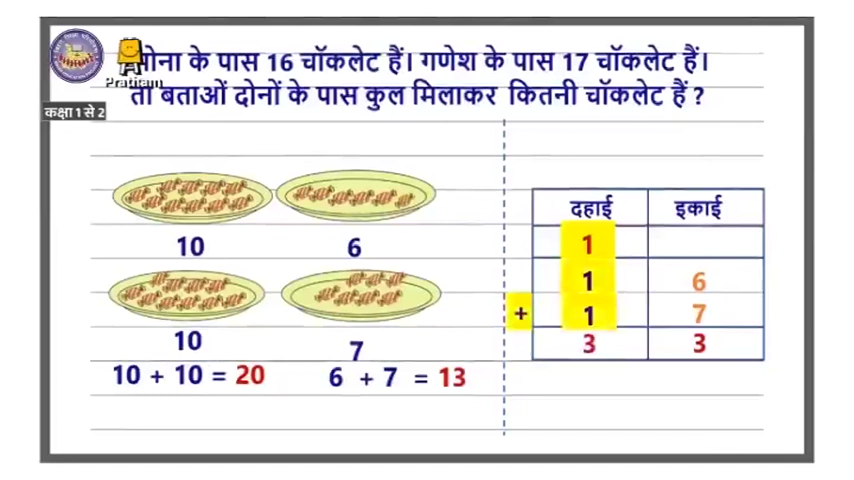 सोना के पास 16 चॉकलेट हैं। गणेश के पास 17 चॉकलेट हैं।
Pratham
तो बताओं दोनों के पास कुल मिलाकर कितनी चॉकलेट हैं ?
कक्षा 1 से 2
दहाई इकाई
10 6
1
1 6
+ 1 7
3 3
10 7
10 + 10 = 20 6 + 7 = 13